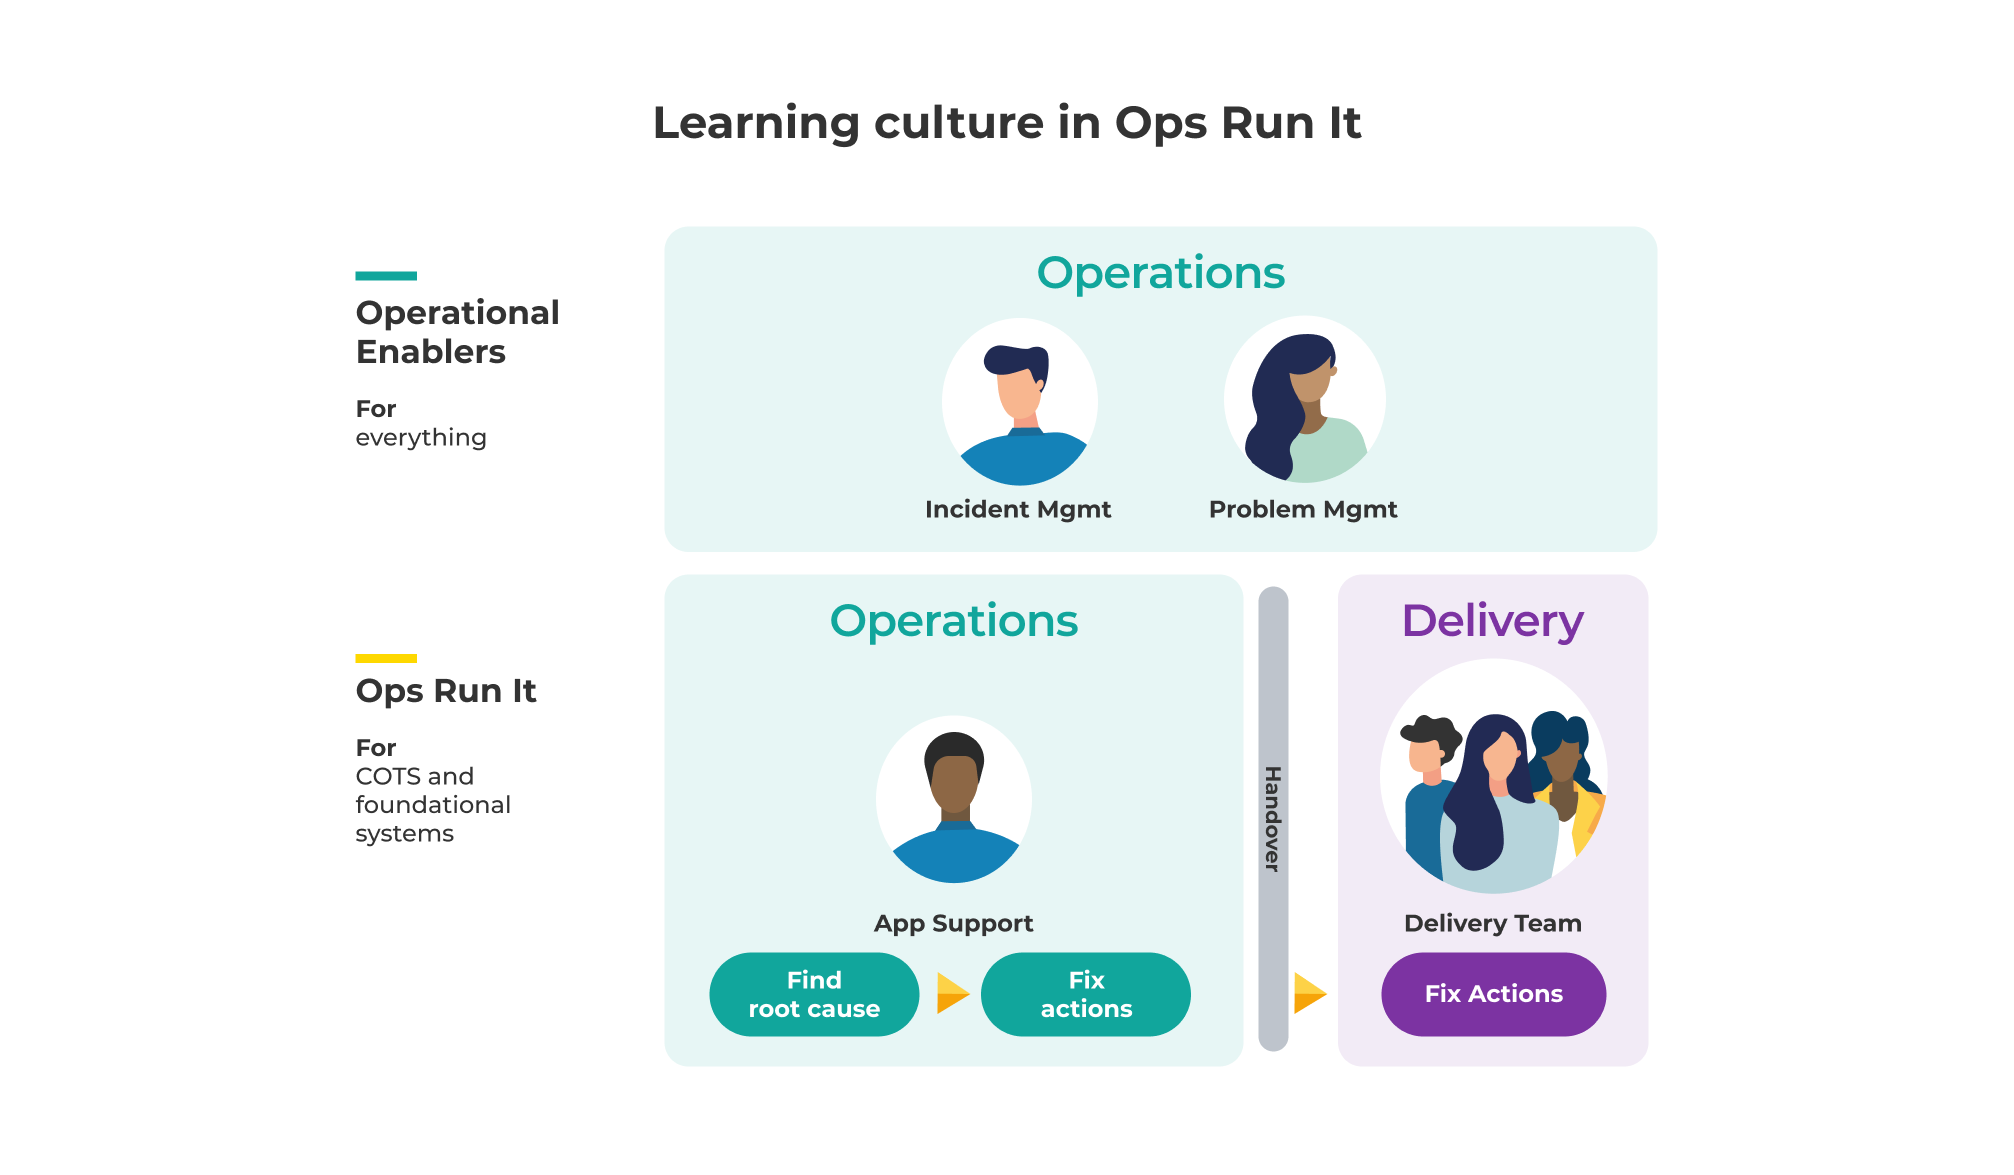 Learning culture in Ops Run It
Operational
Enablers
For
everything
Operations
Incident Mgmt
Problem Mgmt
Ops Run It
For
COTS and
foundational
systems
Operations
App Support
Find
root cause
Fix
actions
Handover
Delivery
Delivery Team
Fix Actions